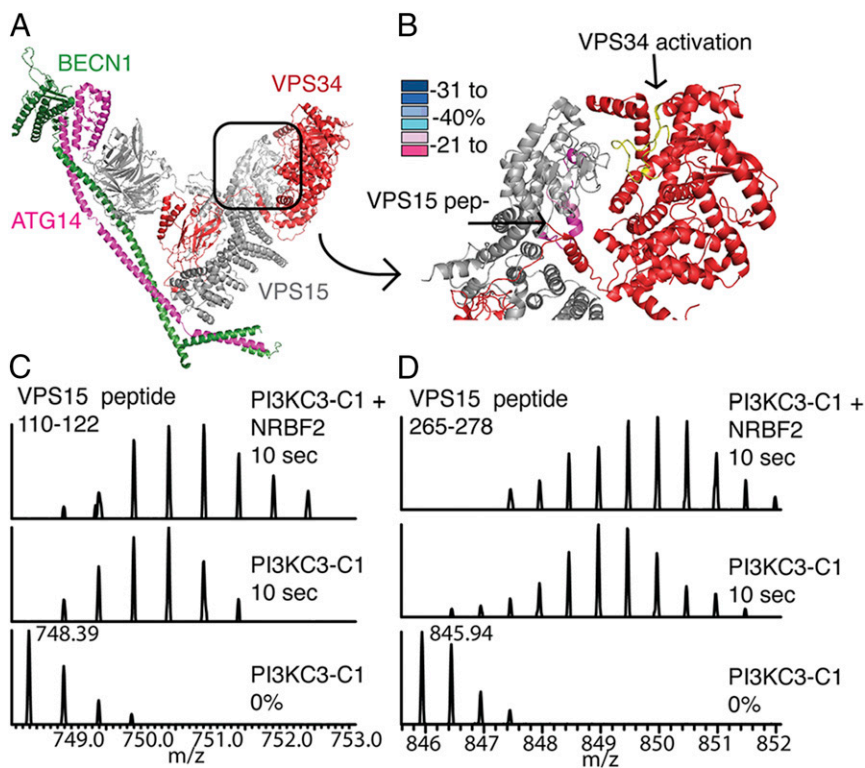 A
BECN1
VPS34
ATG14
VPS15
B
VPS34 activation
-31 to
-40%
-21 to
VPS15 pep-
C
VPS15 peptide
110-122
PI3KC3-C1 +
NRBF2
10 sec
PI3KC3-C1
10 sec
748.39
PI3KC3-C1
0%
749.0 750.0 751.0 752.0 753.0
m/z
D
VPS15 peptide
265-278
PI3KC3-C1 +
NRBF2
10 sec
PI3KC3-C1
10 sec
845.94
PI3KC3-C1
0%
846 847 848 849 850 851 852
m/z